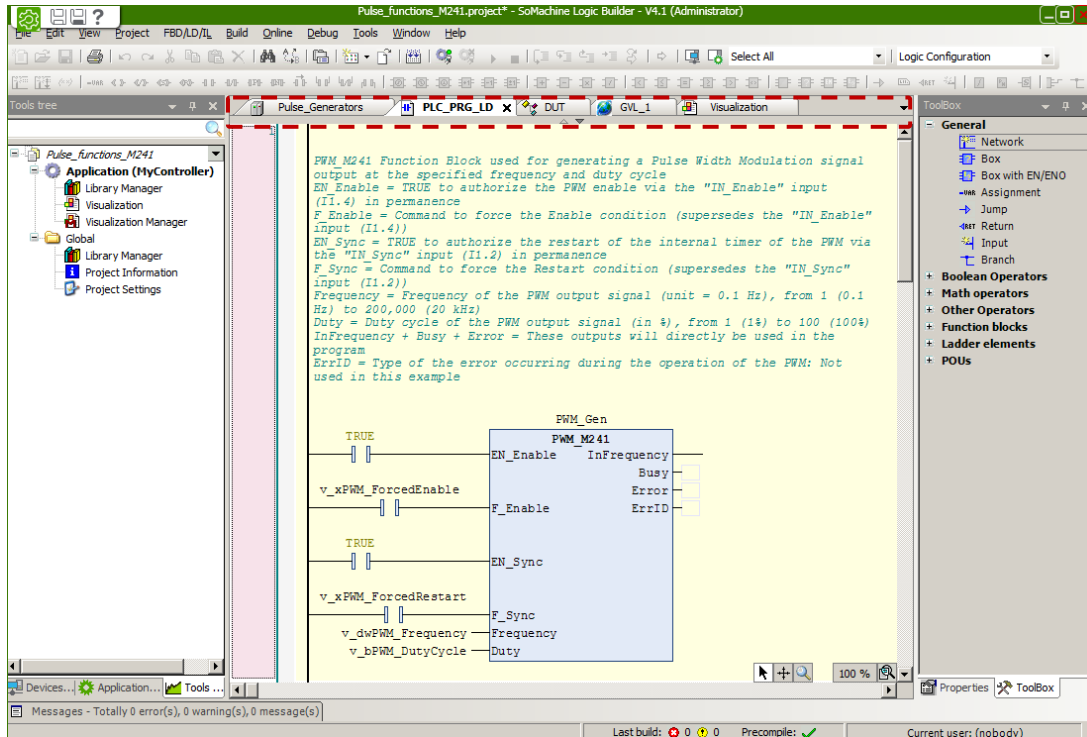 Pulse_functions_M241.project* - SoMachine Logic Builder - V4.1 (Administrator)
File Edit View Project FBD/LD/IL Build Online Debug Tools Window Help
Select All
Logic Configuration
Tools tree
Pulse_functions_M241
Application (MyController)
Library Manager
Visualization
Visualization Manager
Global
Library Manager
Project Information
Project Settings
Devices... Application... Tools ...
Pulse_Generators PLC_PRG_LD X DUT GVL_1 Visualization
1
PWM_M241 Function Block used for generating a Pulse Width Modulation signal
output at the specified frequency and duty cycle
EN_Enable = TRUE to authorize the PWM enable via the "IN_Enable" input
(I1.4) in permanence
F_Enable = Command to force the Enable condition (supersedes the "IN_Enable"
input (I1.4))
EN_Sync = TRUE to authorize the restart of the internal timer of the PWM via
the "IN_Sync" input (I1.2) in permanence
F_Sync = Command to force the Restart condition (supersedes the "IN_Sync"
input (I1.2))
Frequency = Frequency of the PWM output signal (unit = 0.1 Hz), from 1 (0.1
Hz) to 200,000 (20 kHz)
Duty = Duty cycle of the PWM output signal (in %), from 1 (1%) to 100 (100%)
InFrequency + Busy + Error = These outputs will directly be used in the
program
ErrID = Type of the error occurring during the operation of the PWM: Not
used in this example
PWM_Gen
TRUE
PWM_M241
EN_Enable InFrequency
Busy
v_xPWM_ForcedEnable
Error
F_Enable ErrID
TRUE
EN_Sync
v_xPWM_ForcedRestart
F_Sync
v_dwPWM_Frequency Frequency
v_bPWM_DutyCycle Duty
100 %
ToolBox
General
Network
Box
Box with EN/ENO
Assignment
Jump
Return
Input
Branch
Boolean Operators
Math operators
Other Operators
Function blocks
Ladder elements
POUs
Properties ToolBox
Messages - Totally 0 error(s), 0 warning(s), 0 message(s)
Last build: 0 0 Precompile: Current user: (nobody)